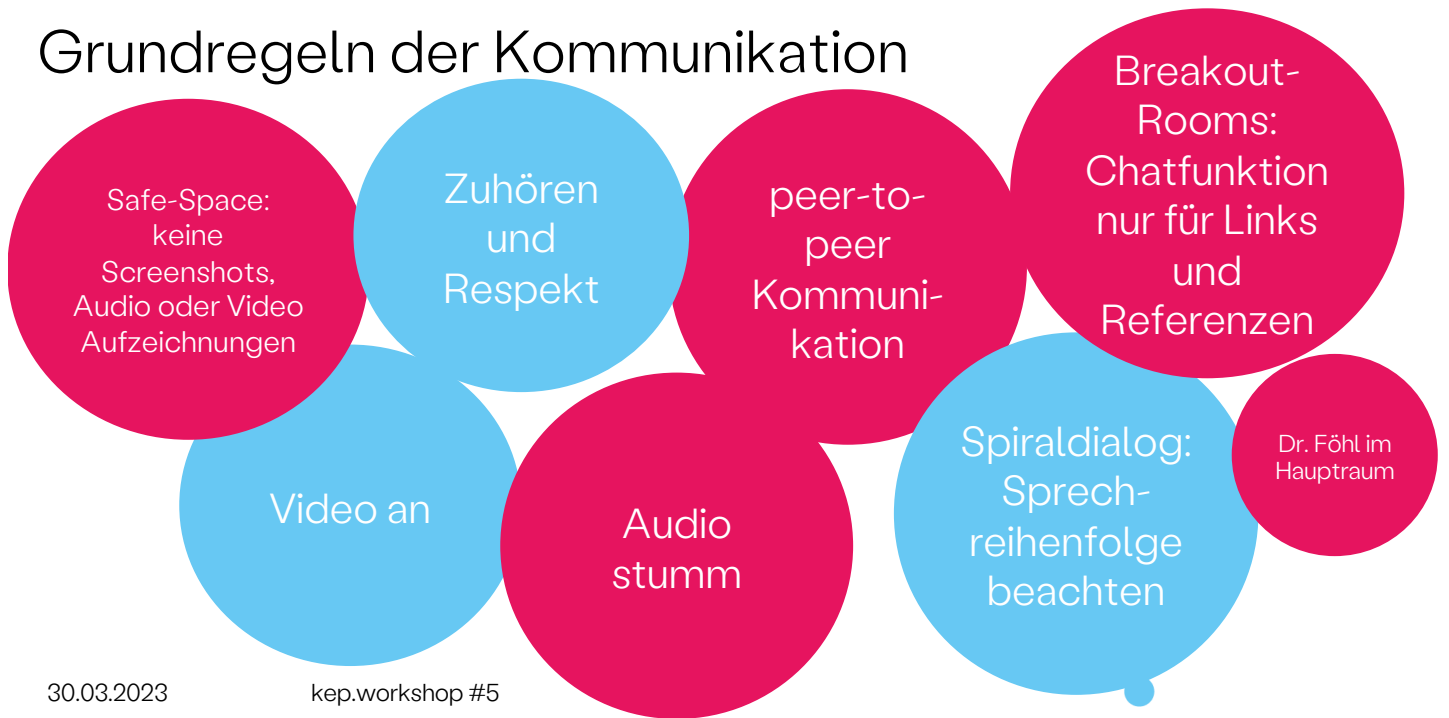 Grundregeln der Kommunikation
Safe-Space:
keine
Screenshots,
Audio oder Video
Aufzeichnungen
Zuhören
und
Respekt
peer-to-
peer
Kommuni-
kation
Breakout-
Rooms:
Chatfunktion
nur für Links
und
Referenzen
Video an
Audio
stumm
Spiraldialog:
Sprech-
reihenfolge
beachten
Dr. Föhl im
Hauptraum
30.03.2023
kep.workshop #5